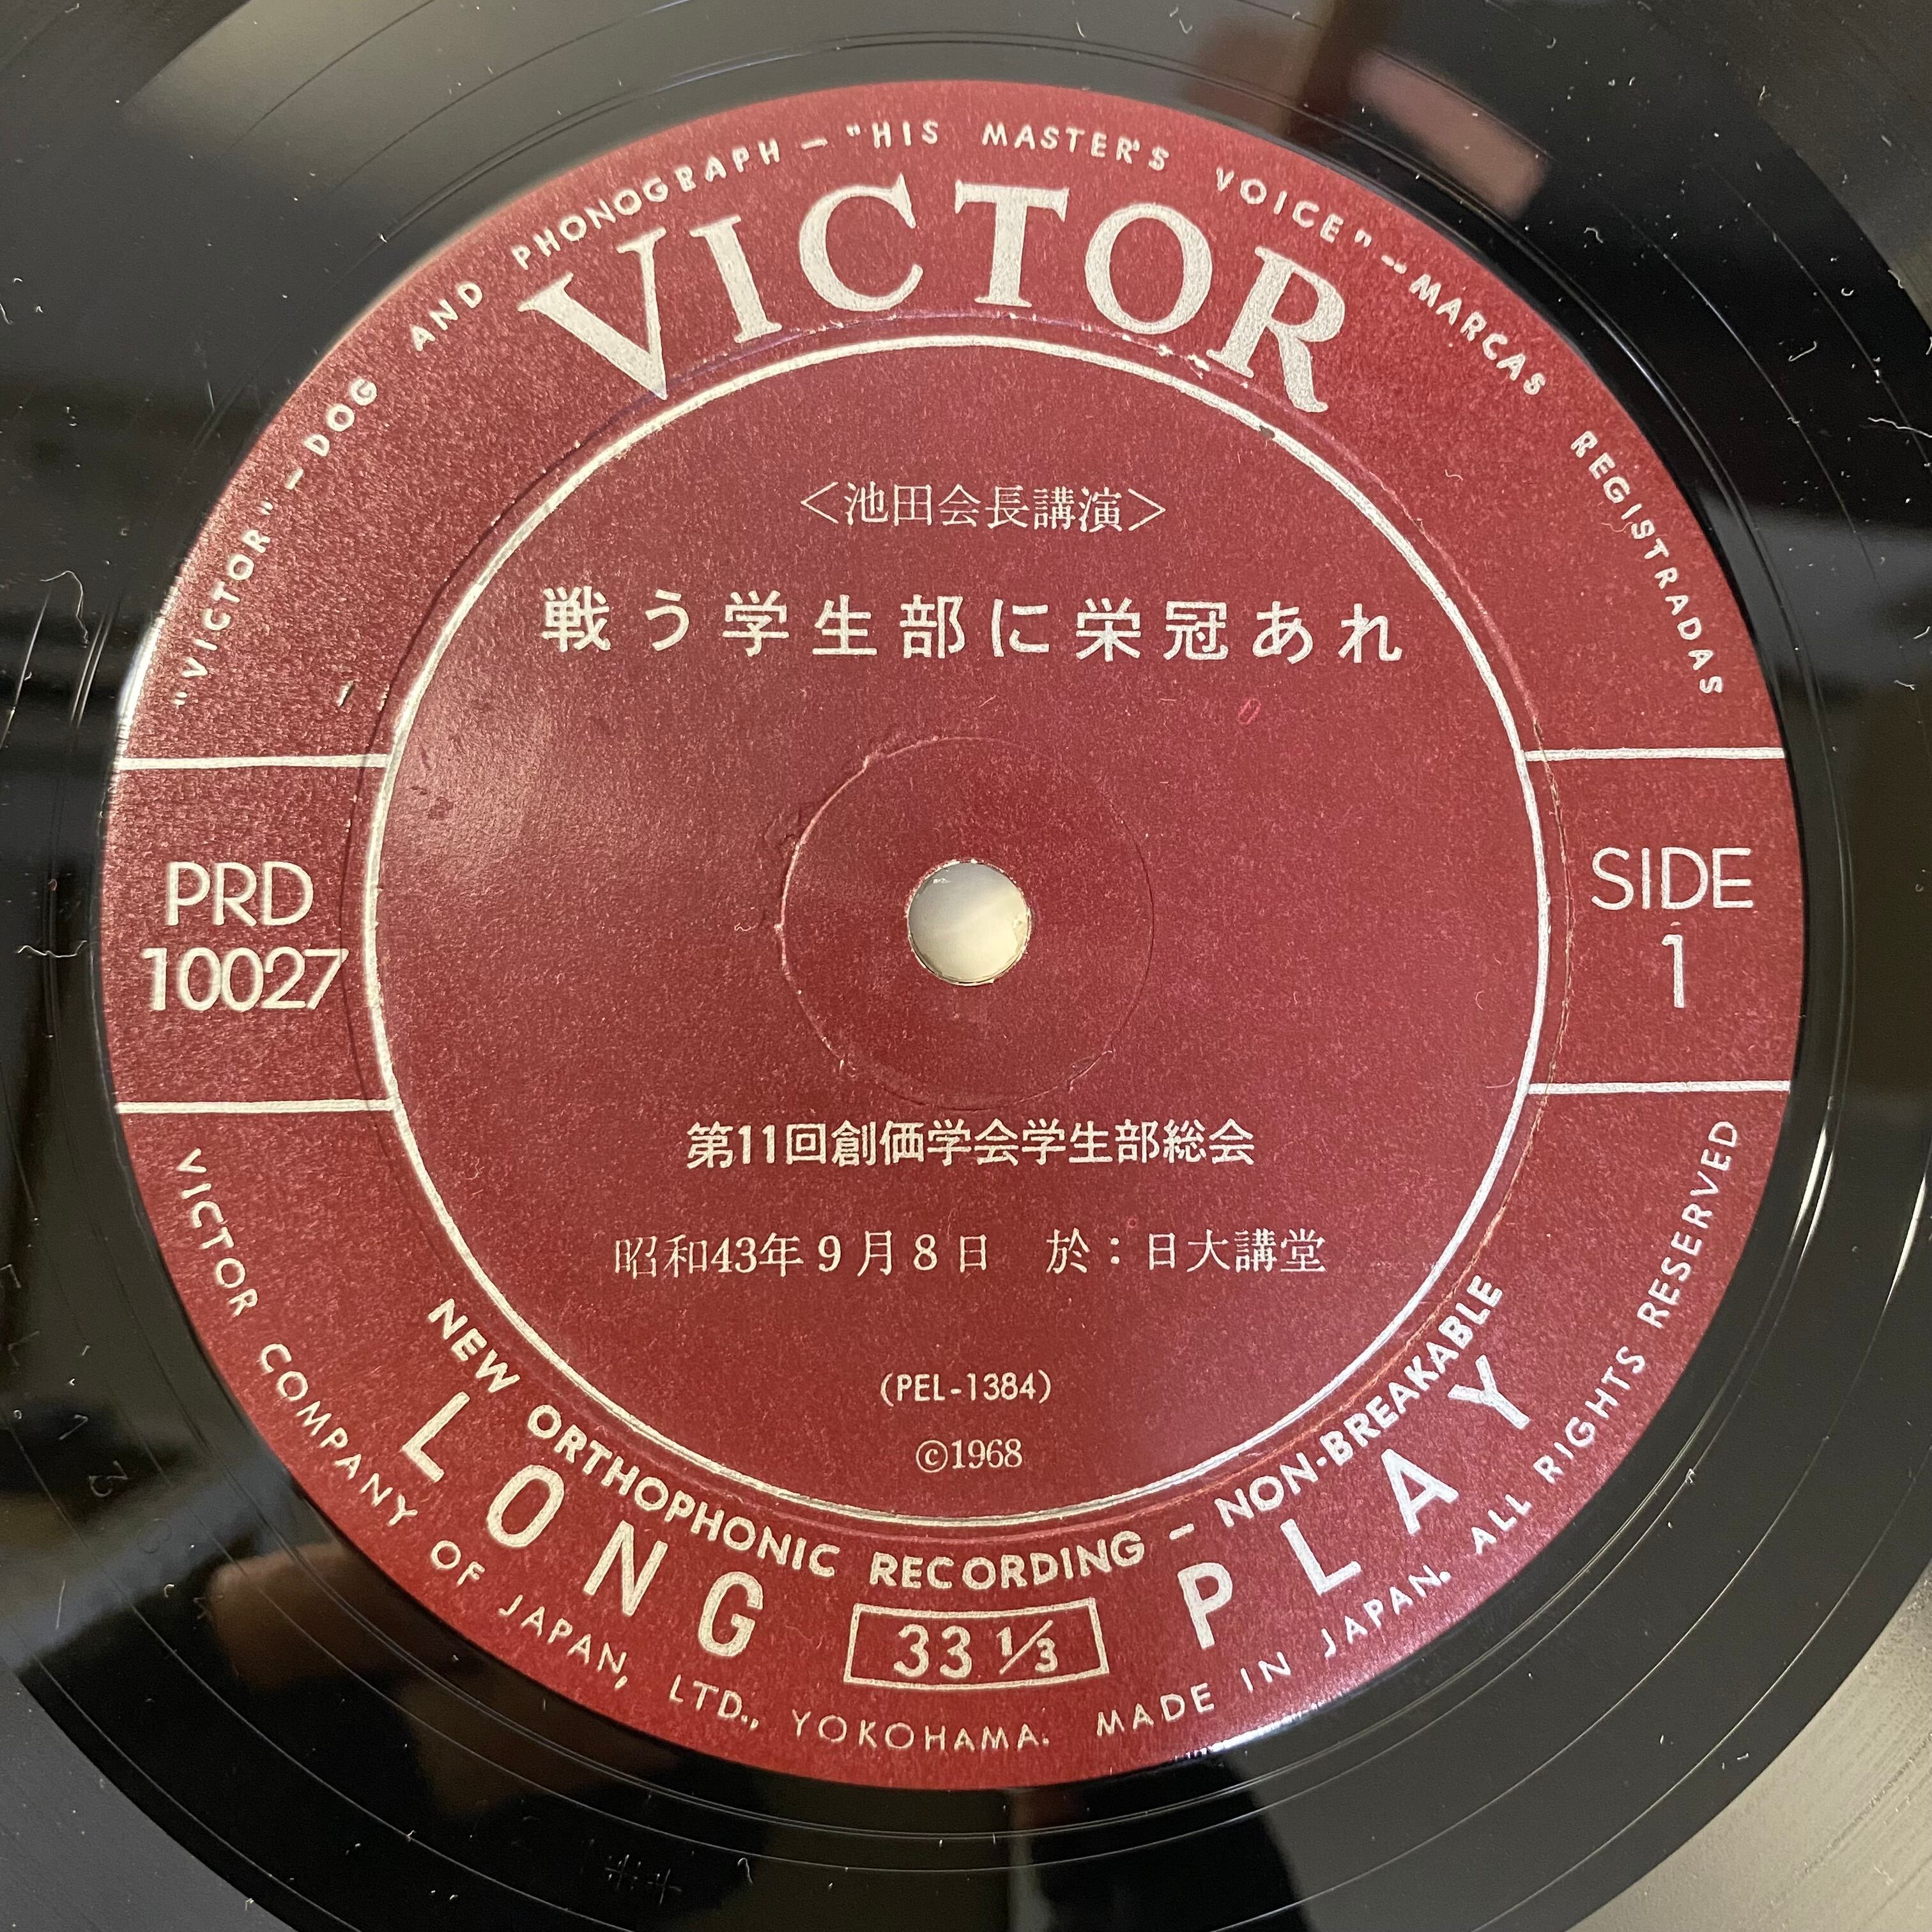 "VICTOR" – DOG AND PHONOGRAPH – "HIS MASTER'S VOICE" – MARCAS REGISTRADAS
VICTOR
＜池田会長講演＞
戦う学生部に栄冠あれ
PRD
10027
SIDE
1
第11回創価学会学生部総会
昭和43年9月8日 於：日大講堂
(PEL-1384)
©1968
NEW ORTHOPHONIC RECORDING – NON-BREAKABLE
LONG PLAY
33 1/3
VICTOR COMPANY OF JAPAN, LTD., YOKOHAMA. MADE IN JAPAN. ALL RIGHTS RESERVED